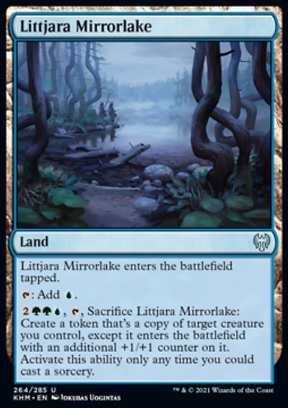 Littjara Mirrorlake
Land
Littjara Mirrorlake enters the battlefield
tapped.
: Add .
2, , Sacrifice Littjara Mirrorlake:
Create a token that's a copy of target creature
you control, except it enters the battlefield
with an additional +1/+1 counter on it.
Activate this ability only any time you could
cast a sorcery.
264/285 U
KHM • EN Jokubas Uogintas
™ & © 2021 Wizards of the Coast